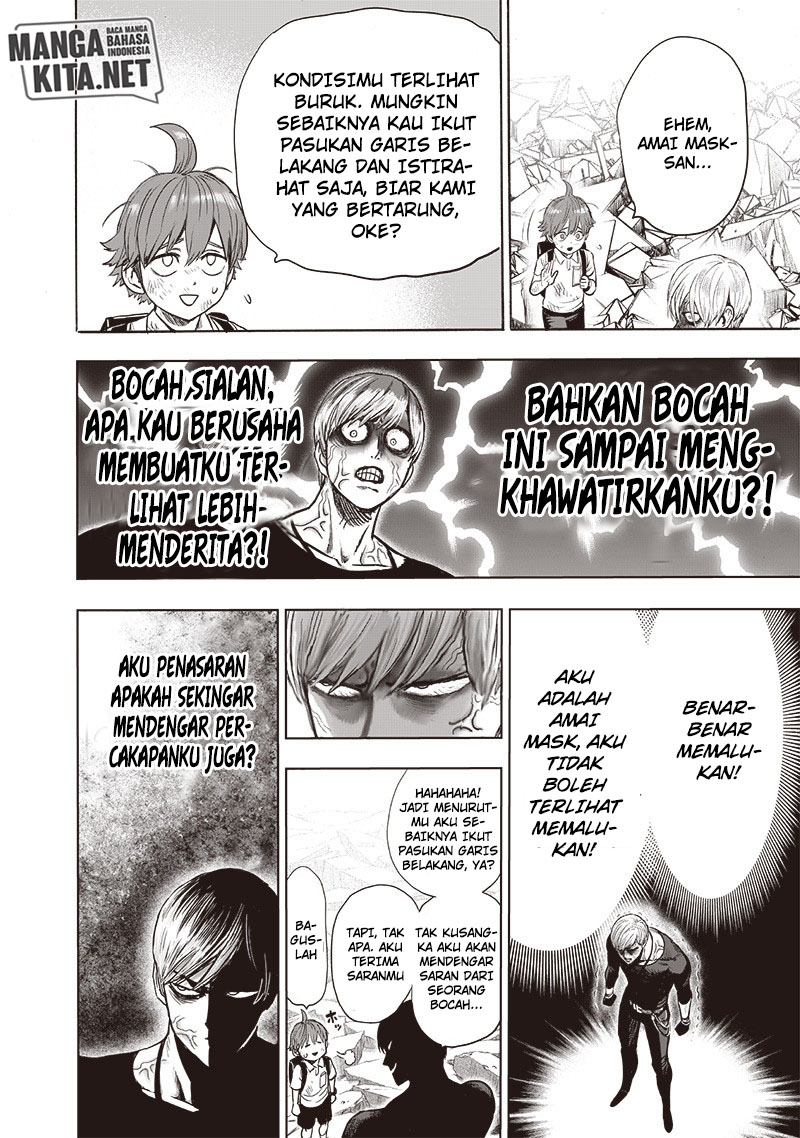 MANGA
KITA.NET
BACA MANGA
BAHASA
INDONESIA
EHEM,
AMAI MASK-
SAN...
KONDISIMU TERLIHAT
BURUK. MUNGKIN
SEBAIKNYA KAU IKUT
PASUKAN GARIS BE-
LAKANG DAN ISTIRA-
HAT SAJA, BIAR KAMI
YANG BERTARUNG,
OKE?
BAHKAN BOCAH
INI SAMPAI MENG-
KHAWATIRKANKU?!
BOCAH SIALAN,
APA KAU BERUSAHA
MEMBUATKU TER-
LIHAT LEBIH
MENDERITA?!
BENAR-
BENAR
MEMALU-
KAN!
AKU
ADALAH
AMAI
MASK, AKU
TIDAK
BOLEH
TERLIHAT
MEMALU-
KAN!
HAHAHAHA!
JADI MENURUT-
MU AKU SE-
BAIKNYA IKUT
PASUKAN GARIS
BELAKANG, YA?
TAK KUSANG-
KA AKU AKAN
MENDENGAR
SARAN DARI
SEORANG
BOCAH...
TAPI, TAK
APA. AKU
TERIMA
SARANMU
BA-
GUS-
LAH
ホッ
AKU PENASARAN
APAKAH SEKINGAR
MENDENGAR PER-
CAKAPANKU JUGA?